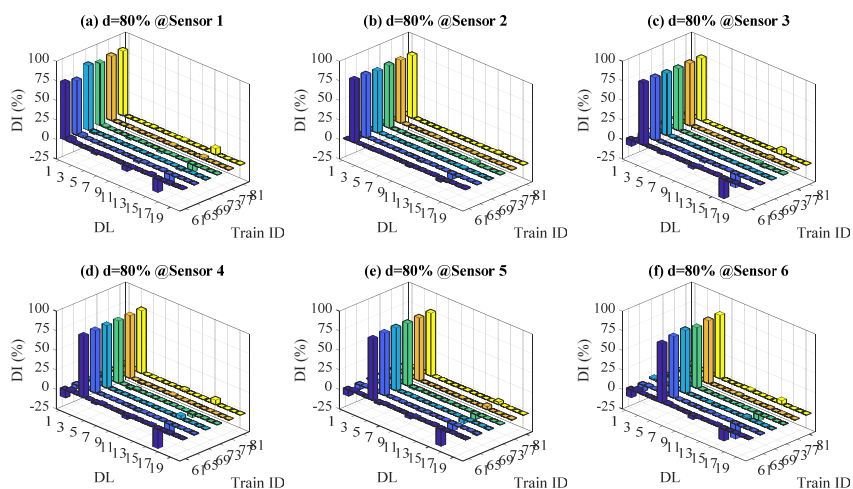 (a) d=80% @Sensor 1
(b) d=80% @Sensor 2
(c) d=80% @Sensor 3
DI (%)
100
75
50
25
0
-25
1 3 5 7 9 11 13 15 17 19
DL
61 65 69 73 77 81
Train ID
DI (%)
100
75
50
25
0
-25
1 3 5 7 9 11 13 15 17 19
DL
61 65 69 73 77 81
Train ID
DI (%)
100
75
50
25
0
-25
1 3 5 7 9 11 13 15 17 19
DL
61 65 69 73 77 81
Train ID
(d) d=80% @Sensor 4
(e) d=80% @Sensor 5
(f) d=80% @Sensor 6
DI (%)
100
75
50
25
0
-25
1 3 5 7 9 11 13 15 17 19
DL
61 65 69 73 77 81
Train ID
DI (%)
100
75
50
25
0
-25
1 3 5 7 9 11 13 15 17 19
DL
61 65 69 73 77 81
Train ID
DI (%)
100
75
50
25
0
-25
1 3 5 7 9 11 13 15 17 19
DL
61 65 69 73 77 81
Train ID